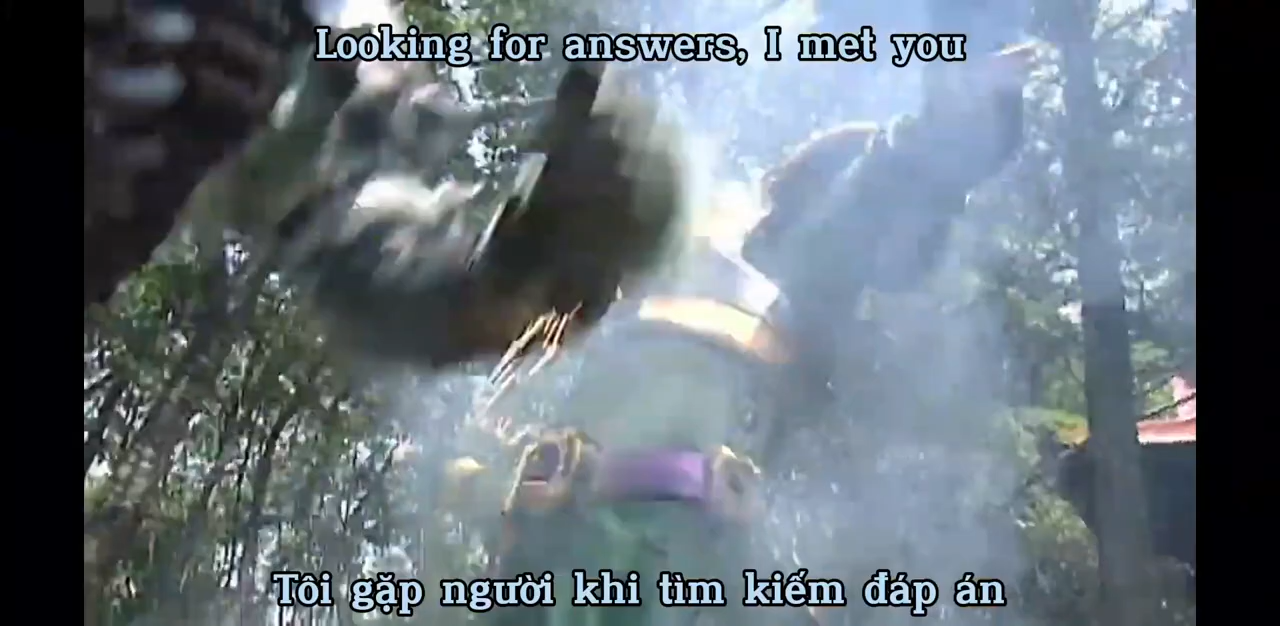 Looking for answers, I met you
Tôi gặp người khi tìm kiếm đáp án